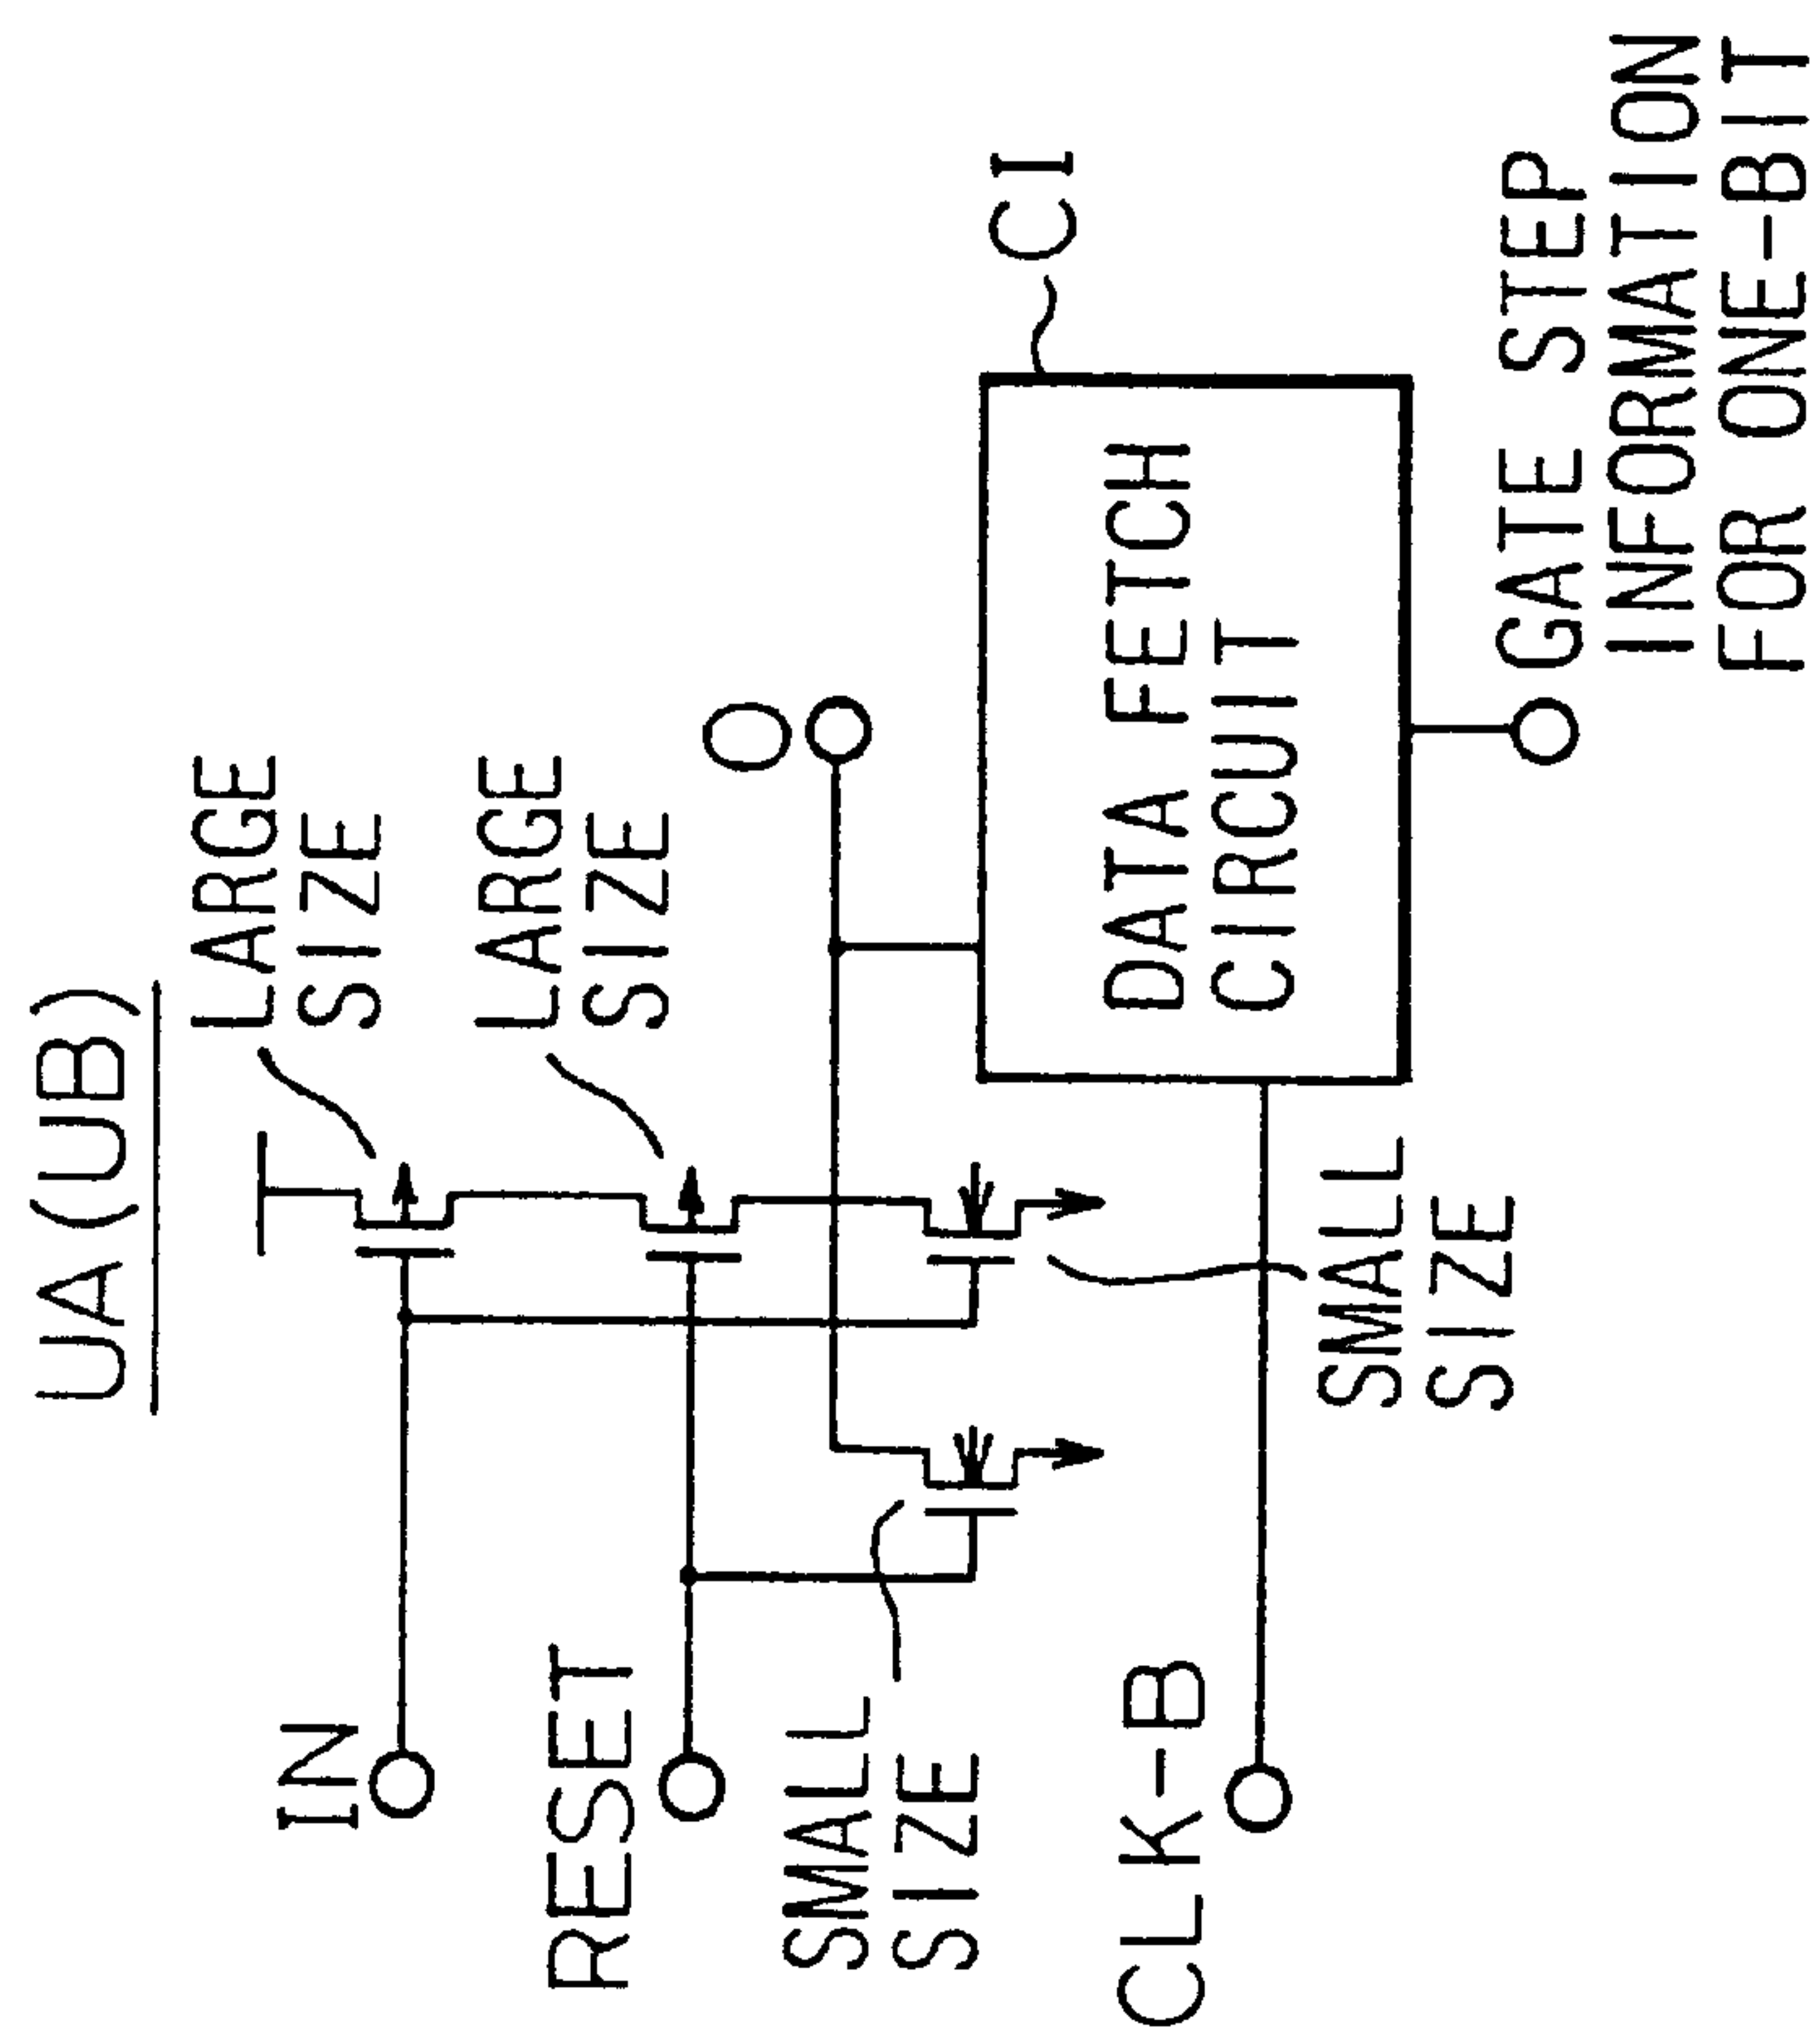 UA(UB)
LARGE
SIZE
LARGE
SIZE
IN
RESET
O
SMALL
SIZE
CI
DATA FETCH
CIRCUIT
CLK-B
SMALL
SIZE
GATE STEP
INFORMATION
FOR ONE-BIT